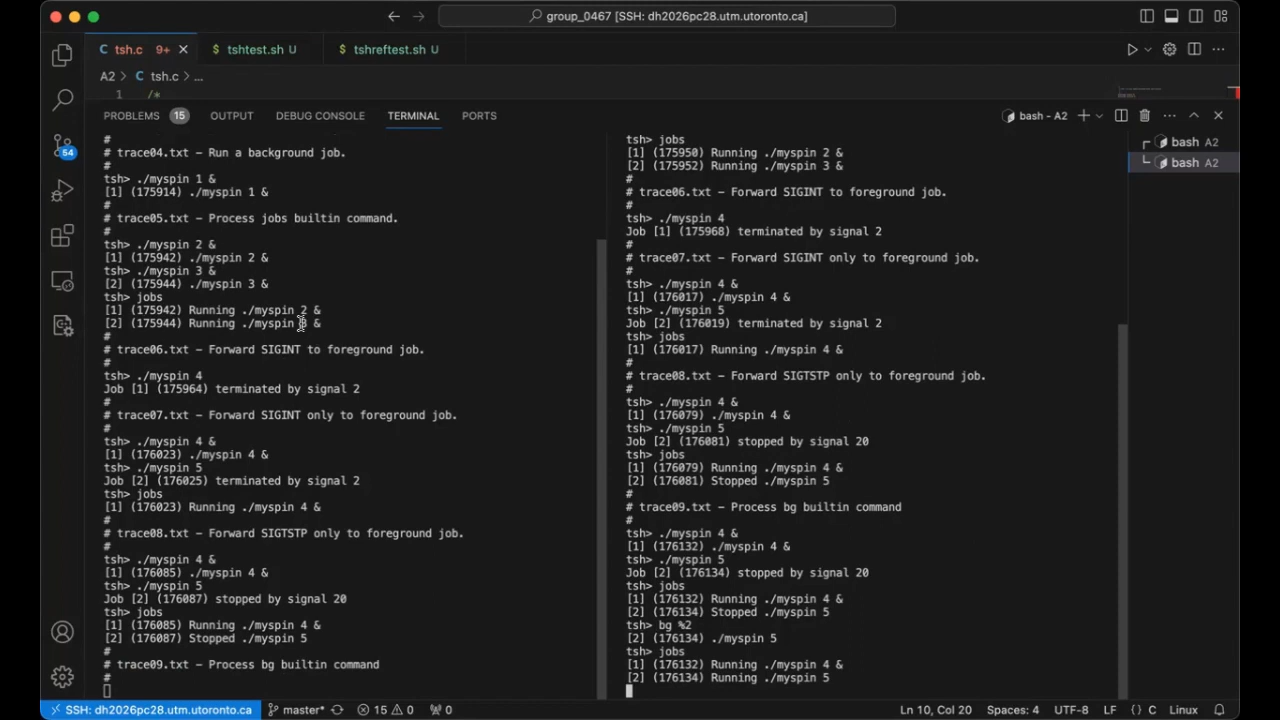 group_0467 [SSH: dh2026pc28.utm.utoronto.ca]
tsh.c 9+
tshtest.sh U
tshreftest.sh U
A2 > C tsh.c > ...
1 /*
PROBLEMS 15 OUTPUT DEBUG CONSOLE TERMINAL PORTS
bash - A2
#
# trace04.txt - Run a background job.
#
tsh> ./myspin 1 &
[1] (175914) ./myspin 1 &
#
# trace05.txt - Process jobs builtin command.
#
tsh> ./myspin 2 &
[1] (175942) ./myspin 2 &
tsh> ./myspin 3 &
[2] (175944) ./myspin 3 &
tsh> jobs
[1] (175942) Running ./myspin 2 &
[2] (175944) Running ./myspin &
#
# trace06.txt - Forward SIGINT to foreground job.
#
tsh> ./myspin 4
Job [1] (175964) terminated by signal 2
#
# trace07.txt - Forward SIGINT only to foreground job.
#
tsh> ./myspin 4 &
[1] (176023) ./myspin 4 &
tsh> ./myspin 5
Job [2] (176025) terminated by signal 2
tsh> jobs
[1] (176023) Running ./myspin 4 &
#
# trace08.txt - Forward SIGTSTP only to foreground job.
#
tsh> ./myspin 4 &
[1] (176085) ./myspin 4 &
tsh> ./myspin 5
Job [2] (176087) stopped by signal 20
tsh> jobs
[1] (176085) Running ./myspin 4 &
[2] (176087) Stopped ./myspin 5
#
# trace09.txt - Process bg builtin command
#
tsh> jobs
[1] (175950) Running ./myspin 2 &
[2] (175952) Running ./myspin 3 &
#
# trace06.txt - Forward SIGINT to foreground job.
#
tsh> ./myspin 4
Job [1] (175968) terminated by signal 2
#
# trace07.txt - Forward SIGINT only to foreground job.
#
tsh> ./myspin 4 &
[1] (176017) ./myspin 4 &
tsh> ./myspin 5
Job [2] (176019) terminated by signal 2
tsh> jobs
[1] (176017) Running ./myspin 4 &
#
# trace08.txt - Forward SIGTSTP only to foreground job.
#
tsh> ./myspin 4 &
[1] (176079) ./myspin 4 &
tsh> ./myspin 5
Job [2] (176081) stopped by signal 20
tsh> jobs
[1] (176079) Running ./myspin 4 &
[2] (176081) Stopped ./myspin 5
#
# trace09.txt - Process bg builtin command
#
tsh> ./myspin 4 &
[1] (176132) ./myspin 4 &
tsh> ./myspin 5
Job [2] (176134) stopped by signal 20
tsh> jobs
[1] (176132) Running ./myspin 4 &
[2] (176134) Stopped ./myspin 5
tsh> bg %2
[2] (176134) ./myspin 5
tsh> jobs
[1] (176132) Running ./myspin 4 &
[2] (176134) Running ./myspin 5
bash A2
bash A2
54
SSH: dh2026pc28.utm.utoronto.ca master* 15 0 0 Ln 10, Col 20 Spaces: 4 UTF-8 LF {} C Linux